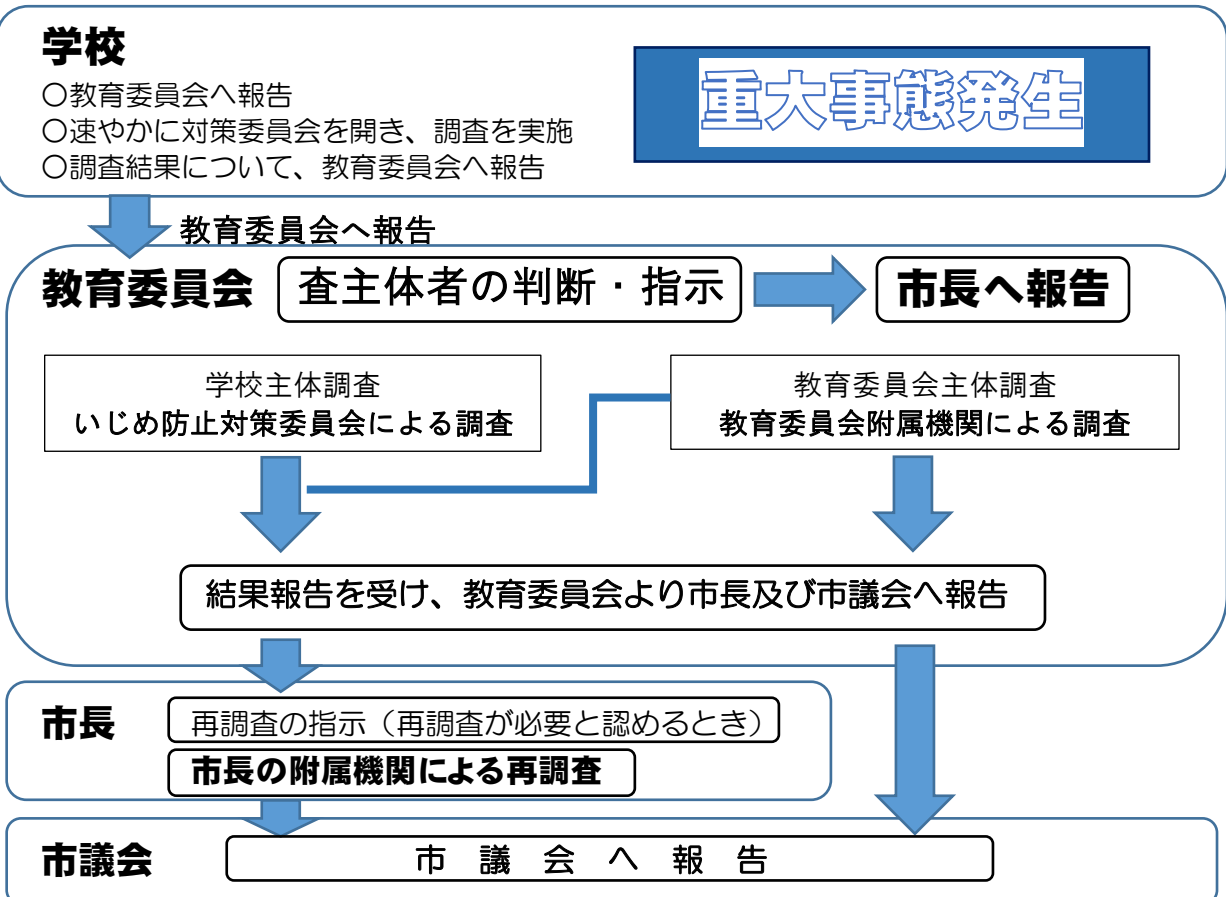 学校
重大事態発生
○教育委員会へ報告
○速やかに対策委員会を開き、調査を実施
○調査結果について、教育委員会へ報告
教育委員会へ報告
教育委員会
査主体者の判断・指示
市長へ報告
学校主体調査
いじめ防止対策委員会による調査
教育委員会主体調査
教育委員会附属機関による調査
結果報告を受け、教育委員会より市長及び市議会へ報告
市長
再調査の指示（再調査が必要と認めるとき）
市長の附属機関による再調査
市議会
市議会へ報告